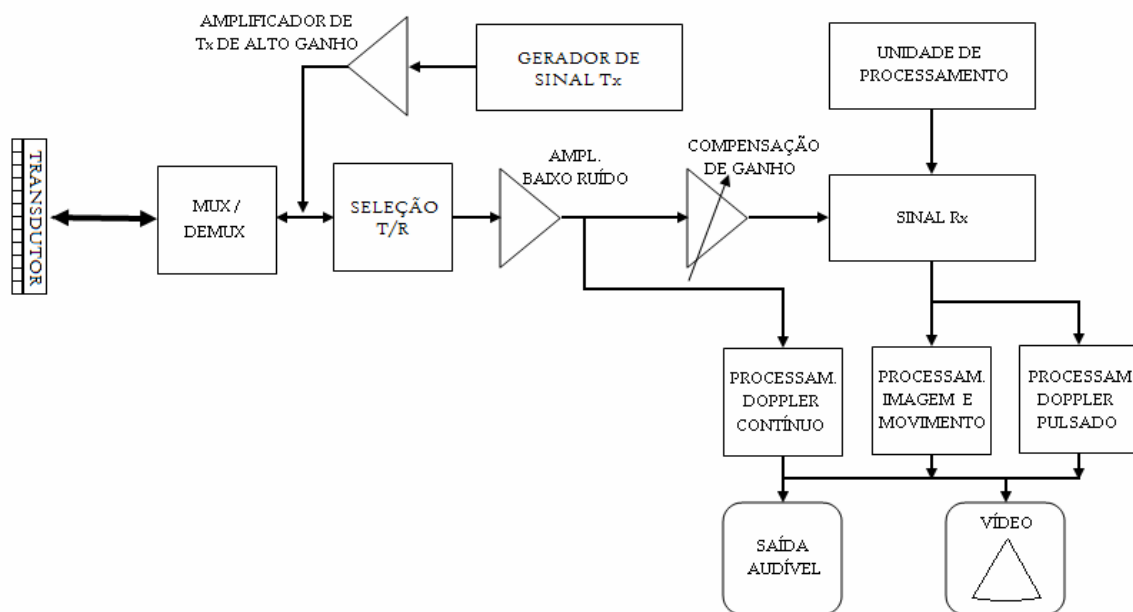 AMPLIFICADOR DE
Tx DE ALTO GANHO
GERADOR DE
SINAL Tx
UNIDADE DE
PROCESSAMENTO
TRANSDUTOR
MUX /
DEMUX
SELEÇÃO
T/R
AMPL.
BAIXO RUÍDO
COMPENSAÇÃO
DE GANHO
SINAL Rx
PROCESSAM.
DOPPLER
CONTÍNUO
PROCESSAM.
IMAGEM E
MOVIMENTO
PROCESSAM.
DOPPLER
PULSADO
SAÍDA
AUDÍVEL
VÍDEO